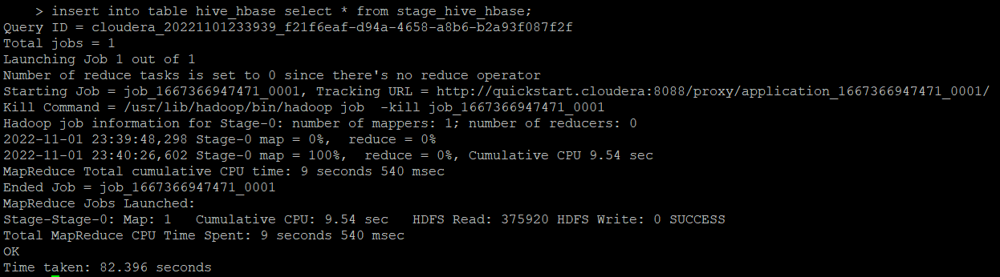 > insert into table hive_hbase select * from stage_hive_hbase;
Query ID = cloudera_20221101233939_f21f6eaf-d94a-4658-a8b6-b2a93f087f2f
Total jobs = 1
Launching Job 1 out of 1
Number of reduce tasks is set to 0 since there's no reduce operator
Starting Job = job_1667366947471_0001, Tracking URL = http://quickstart.cloudera:8088/proxy/application_1667366947471_0001/
Kill Command = /usr/lib/hadoop/bin/hadoop job  -kill job_1667366947471_0001
Hadoop job information for Stage-0: number of mappers: 1; number of reducers: 0
2022-11-01 23:39:48,298 Stage-0 map = 0%,  reduce = 0%
2022-11-01 23:40:26,602 Stage-0 map = 100%,  reduce = 0%, Cumulative CPU 9.54 sec
MapReduce Total cumulative CPU time: 9 seconds 540 msec
Ended Job = job_1667366947471_0001
MapReduce Jobs Launched:
Stage-Stage-0: Map: 1   Cumulative CPU: 9.54 sec   HDFS Read: 375920 HDFS Write: 0 SUCCESS
Total MapReduce CPU Time Spent: 9 seconds 540 msec
OK
Time taken: 82.396 seconds